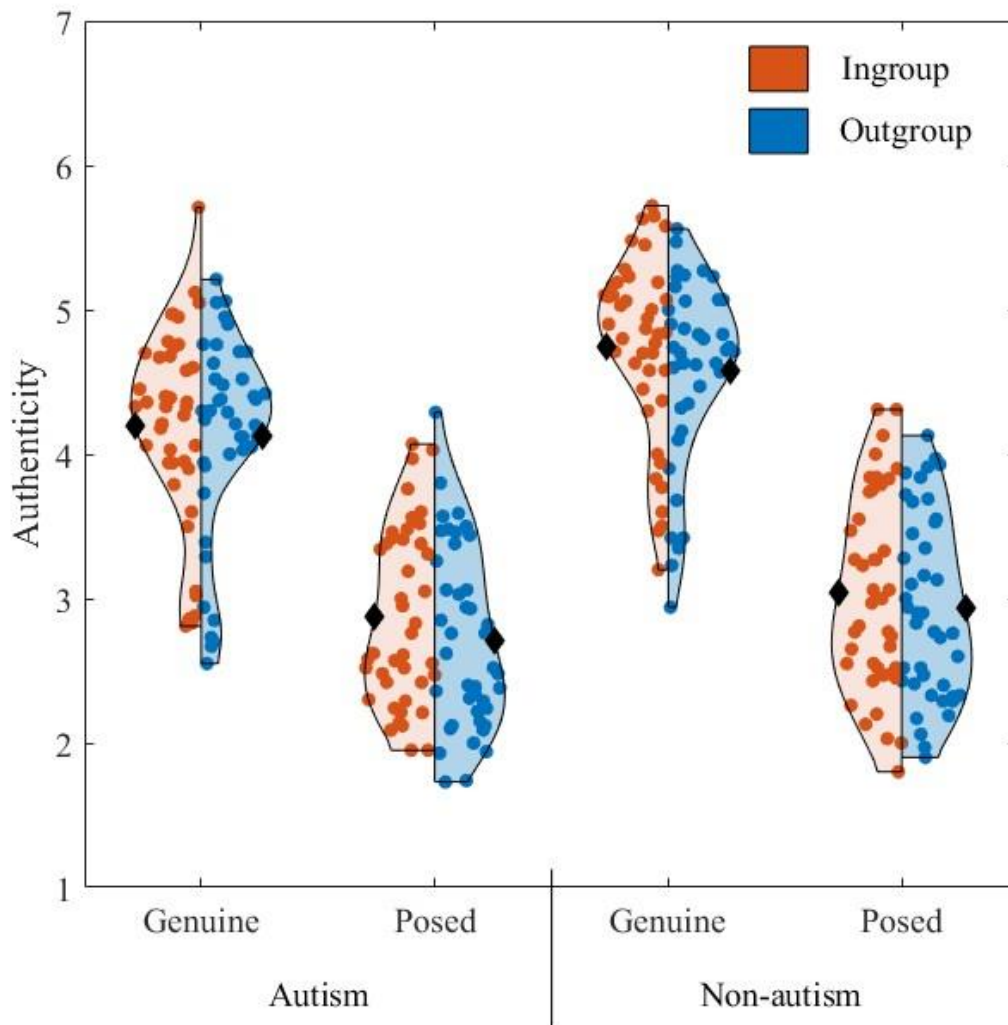 7
Ingroup
Outgroup
6
5
Authenticity
4
3
2
1
Genuine Posed Genuine Posed
Autism Non-autism